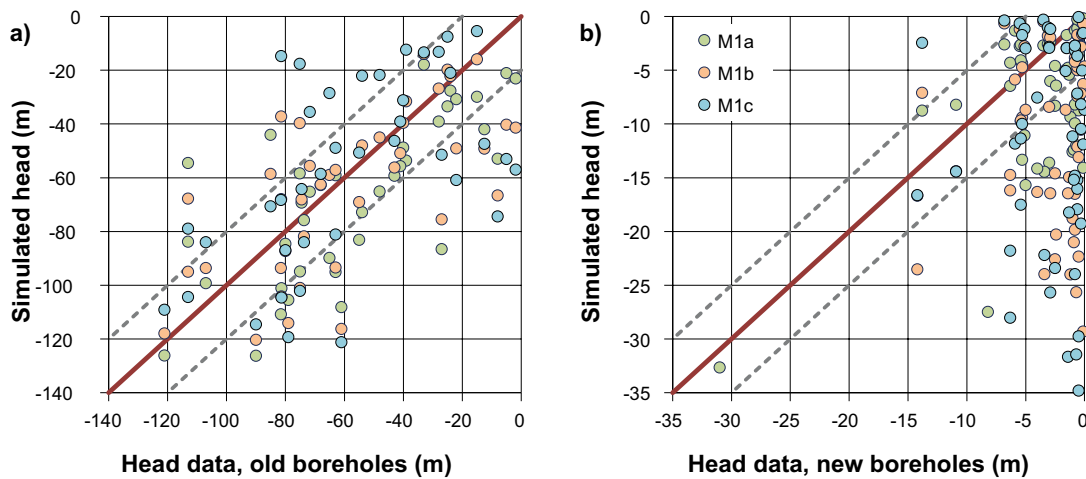 a)
Simulated head (m)
0
-20
-40
-60
-80
-100
-120
-140
-140 -120 -100 -80 -60 -40 -20 0
Head data, old boreholes (m)
b)
Simulated head (m)
0
-5
-10
-15
-20
-25
-30
-35
-35 -30 -25 -20 -15 -10 -5 0
Head data, new boreholes (m)
M1a
M1b
M1c